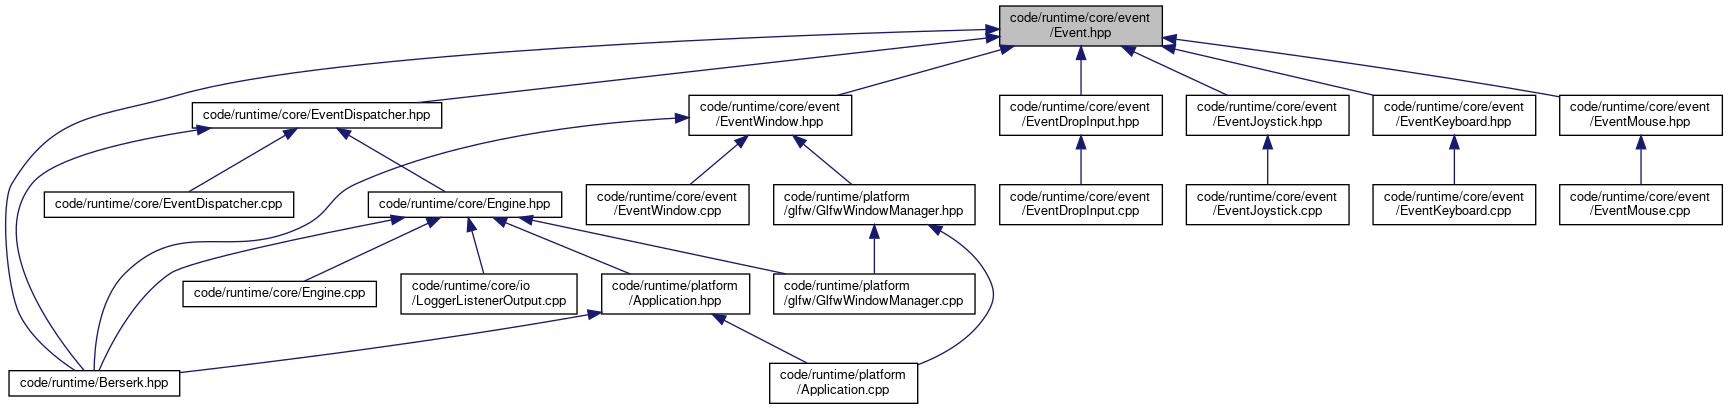 code/runtime/core/event
/Event.hpp
code/runtime/core/EventDispatcher.hpp
code/runtime/core/event
/EventWindow.hpp
code/runtime/core/event
/EventDropInput.hpp
code/runtime/core/event
/EventJoystick.hpp
code/runtime/core/event
/EventKeyboard.hpp
code/runtime/core/event
/EventMouse.hpp
code/runtime/core/EventDispatcher.cpp
code/runtime/core/Engine.hpp
code/runtime/core/event
/EventWindow.cpp
code/runtime/platform
/glfw/GlfwWindowManager.hpp
code/runtime/core/event
/EventDropInput.cpp
code/runtime/core/event
/EventJoystick.cpp
code/runtime/core/event
/EventKeyboard.cpp
code/runtime/core/event
/EventMouse.cpp
code/runtime/core/Engine.cpp
code/runtime/core/io
/LoggerListenerOutput.cpp
code/runtime/platform
/Application.hpp
code/runtime/platform
/glfw/GlfwWindowManager.cpp
code/runtime/Berserk.hpp
code/runtime/platform
/Application.cpp